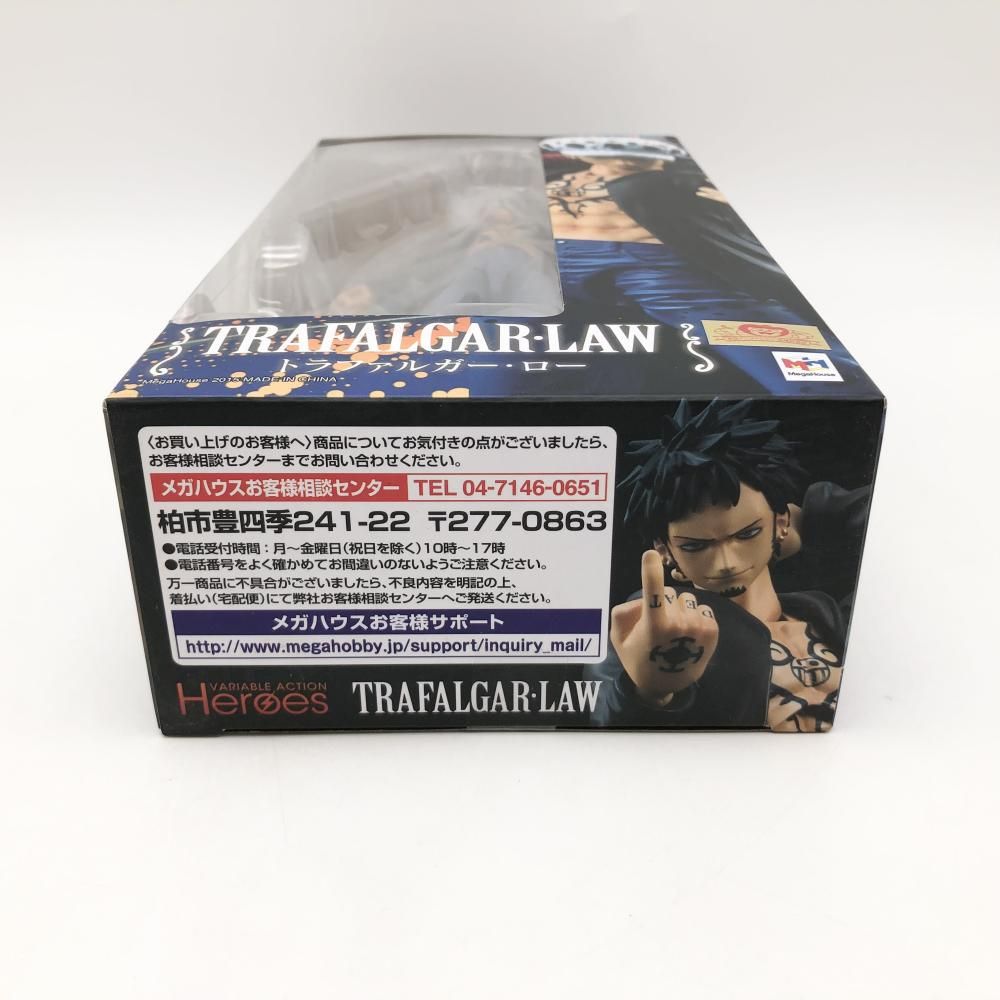 TRAFALGAR·LAW
トラファルガー・ロー
MegaHouse 2015 MADE IN CHINA
MegaHouse
〈お買い上げのお客様へ〉商品についてお気付きの点がございましたら、
お客様相談センターまでお問い合わせください。
メガハウスお客様相談センター TEL 04-7146-0651
柏市豊四季241-22 〒277-0863
●電話受付時間：月〜金曜日（祝日を除く）10時〜17時
●電話番号をよく確かめてお間違いのないようご注意ください。
万一商品に不具合がございましたら、不良内容を明記の上、
着払い（宅配便）にて弊社お客様相談センターへご発送ください。
メガハウスお客様サポート
http://www.megahobby.jp/support/inquiry_mail/
DEAT
VARIABLE ACTION
Heroes
TRAFALGAR·LAW